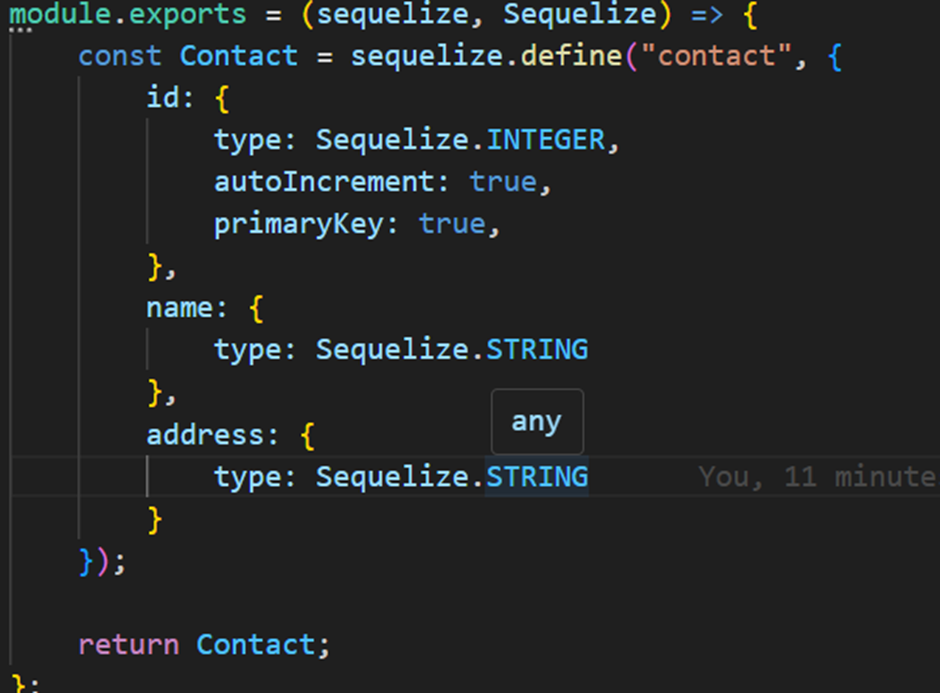 module.exports = (sequelize, Sequelize) => {
    const Contact = sequelize.define("contact", {
        id: {
            type: Sequelize.INTEGER,
            autoIncrement: true,
            primaryKey: true,
        },
        name: {
            type: Sequelize.STRING
        },
any
        address: {
            type: Sequelize.STRING    You, 11 minute
        }
    });
    return Contact;
};